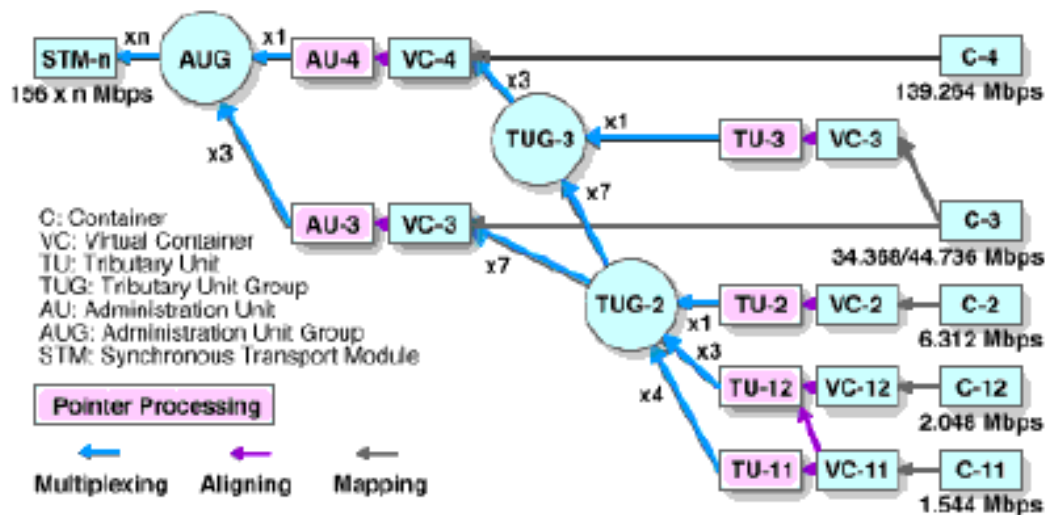 xn
x1
STM-n
AUG
AU-4
VC-4
C-4
156 x n Mbps
139.264 Mbps
x3
TUG-3
x1
TU-3
VC-3
x3
x7
AU-3
VC-3
C-3
34.368/44.736 Mbps
x7
C: Container
VC: Virtual Container
TU: Tributary Unit
TUG: Tributary Unit Group
AU: Administration Unit
AUG: Administration Unit Group
STM: Synchronous Transport Module
TUG-2
x1
TU-2
VC-2
C-2
6.312 Mbps
x3
x4
TU-12
VC-12
C-12
2.048 Mbps
TU-11
VC-11
C-11
1.544 Mbps
Pointer Processing
Multiplexing
Aligning
Mapping